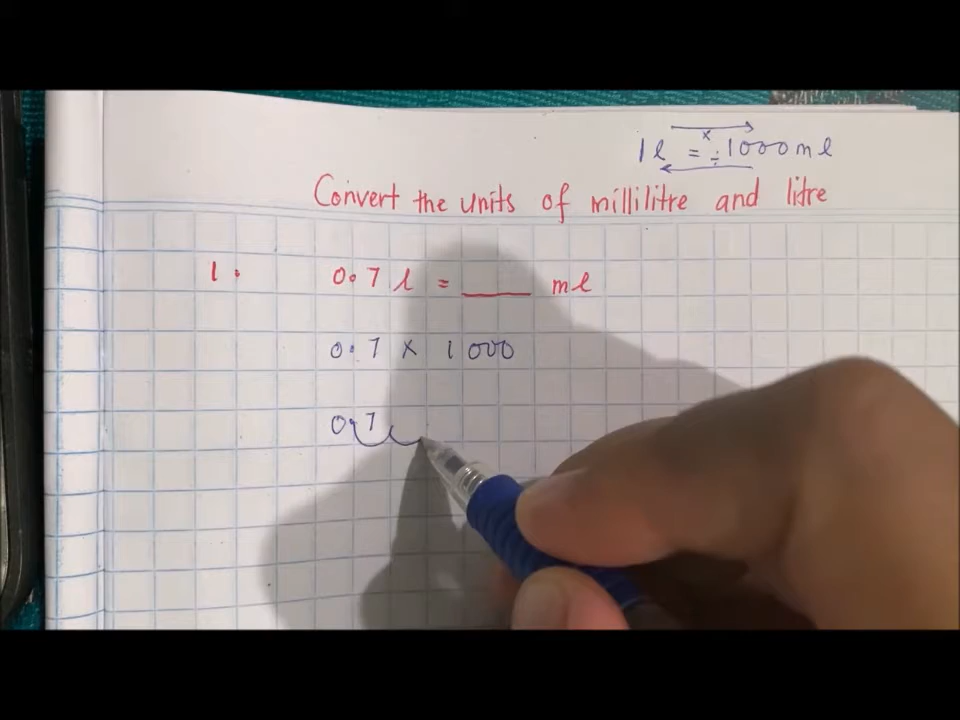 1l = ÷1000ml
×
Convert the units of millilitre and litre
1. 0.7 l = ____ ml
0.7 × 1000
0.7